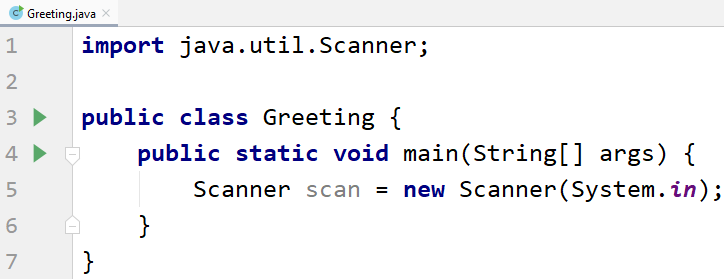 Greeting.java
1 import java.util.Scanner;
2
3 public class Greeting {
4     public static void main(String[] args) {
5         Scanner scan = new Scanner(System.in);
6     }
7 }